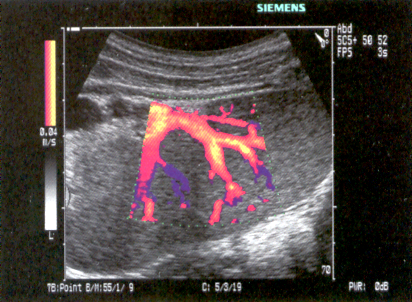 SIEMENS
Abd
5C5+ 50 52
FPS 3s
0
0.04
M/S
L
70
TB:Point B/M:55/1/ 9 C: 5/3/19 PWR: 0dB